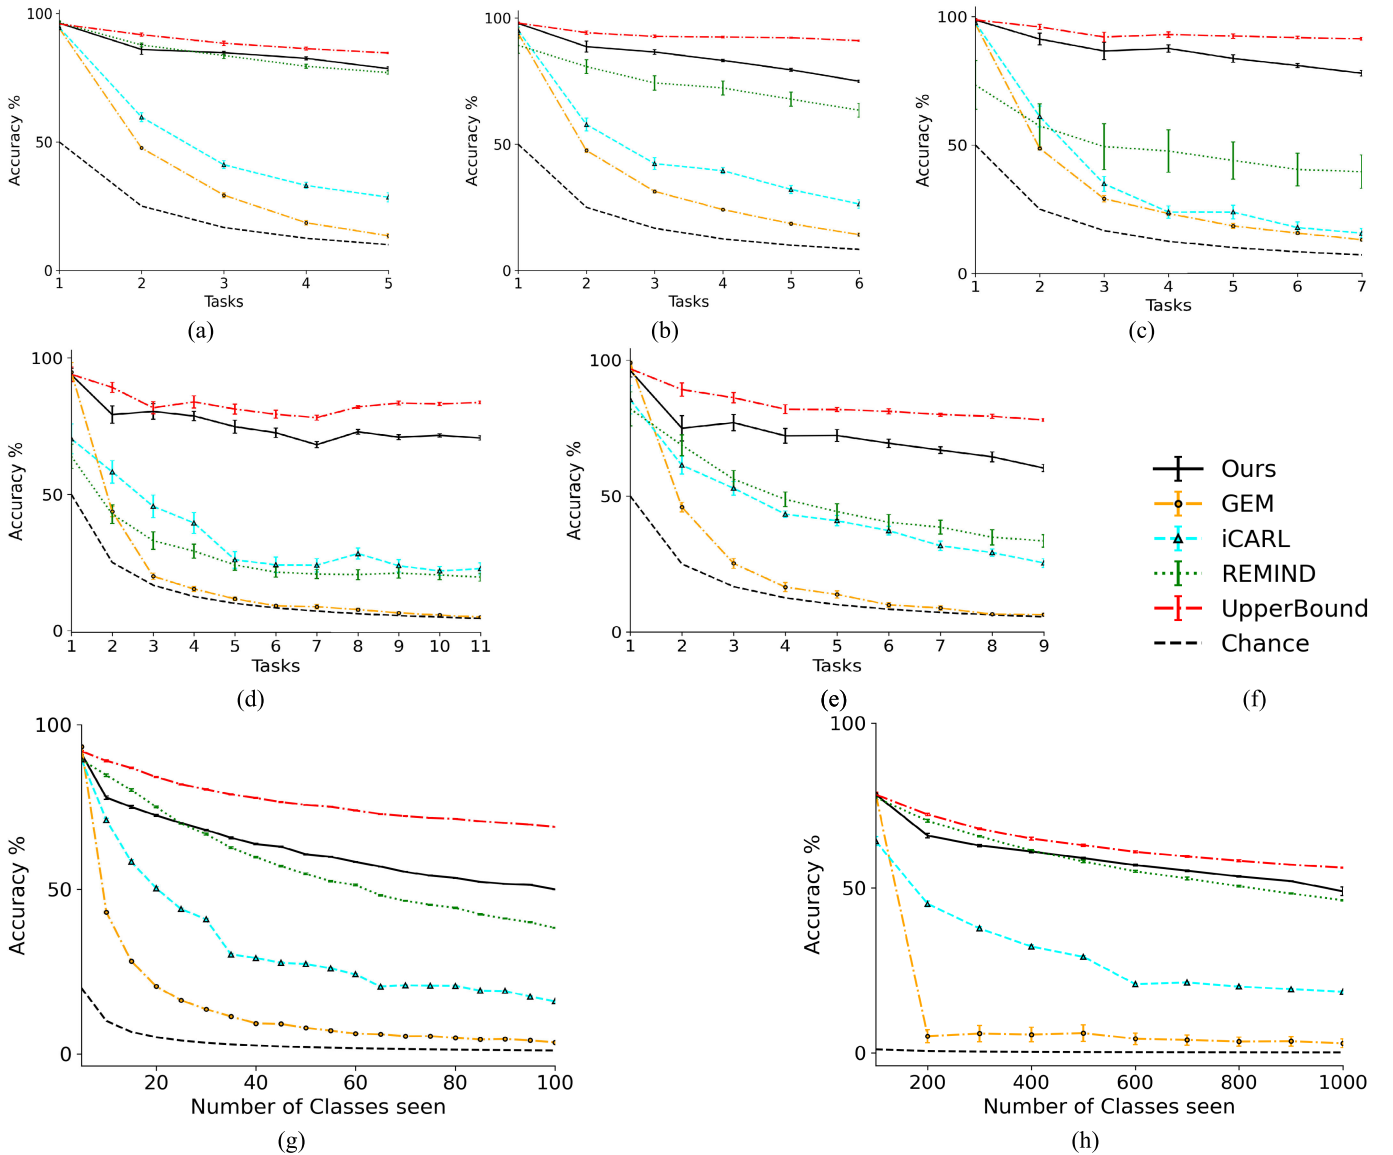 100
50
0
Accuracy %
1 2 3 4 5
Tasks
(a)
100
50
0
Accuracy %
1 2 3 4 5 6
Tasks
(b)
100
50
0
Accuracy %
1 2 3 4 5 6 7
Tasks
(c)
100
50
0
Accuracy %
1 2 3 4 5 6 7 8 9 10 11
Tasks
(d)
100
50
0
Accuracy %
1 2 3 4 5 6 7 8 9
Tasks
(e)
Ours
GEM
iCARL
REMIND
UpperBound
Chance
(f)
100
50
0
Accuracy %
20 40 60 80 100
Number of Classes seen
(g)
100
50
0
Accuracy %
200 400 600 800 1000
Number of Classes seen
(h)